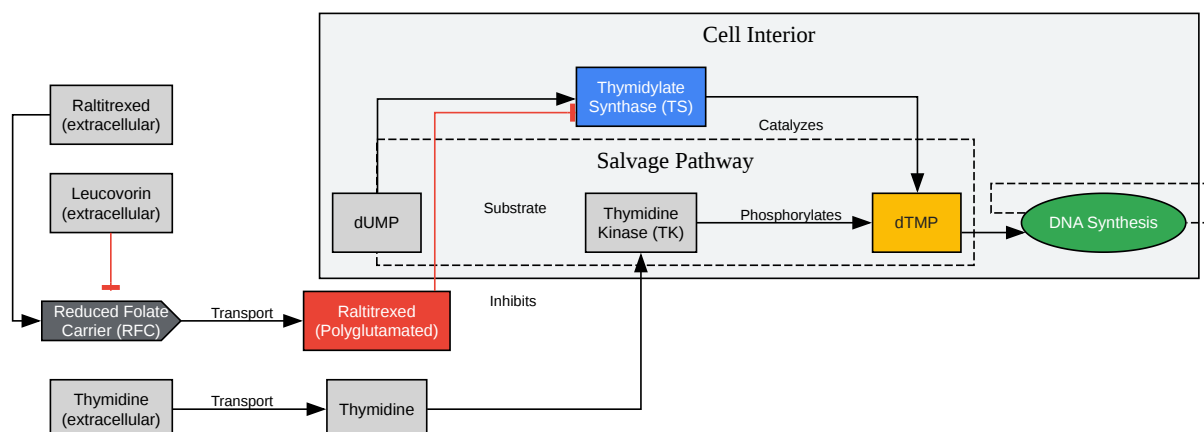 Cell Interior
Raltitrexed
(extracellular)
Thymidylate
Synthase (TS)
Catalyzes
Salvage Pathway
Leucovorin
(extracellular)
dUMP
Substrate
Thymidine
Kinase (TK)
Phosphorylates
dTMP
DNA Synthesis
Inhibits
Reduced Folate
Carrier (RFC)
Transport
Raltitrexed
(Polyglutamated)
Thymidine
(extracellular)
Transport
Thymidine